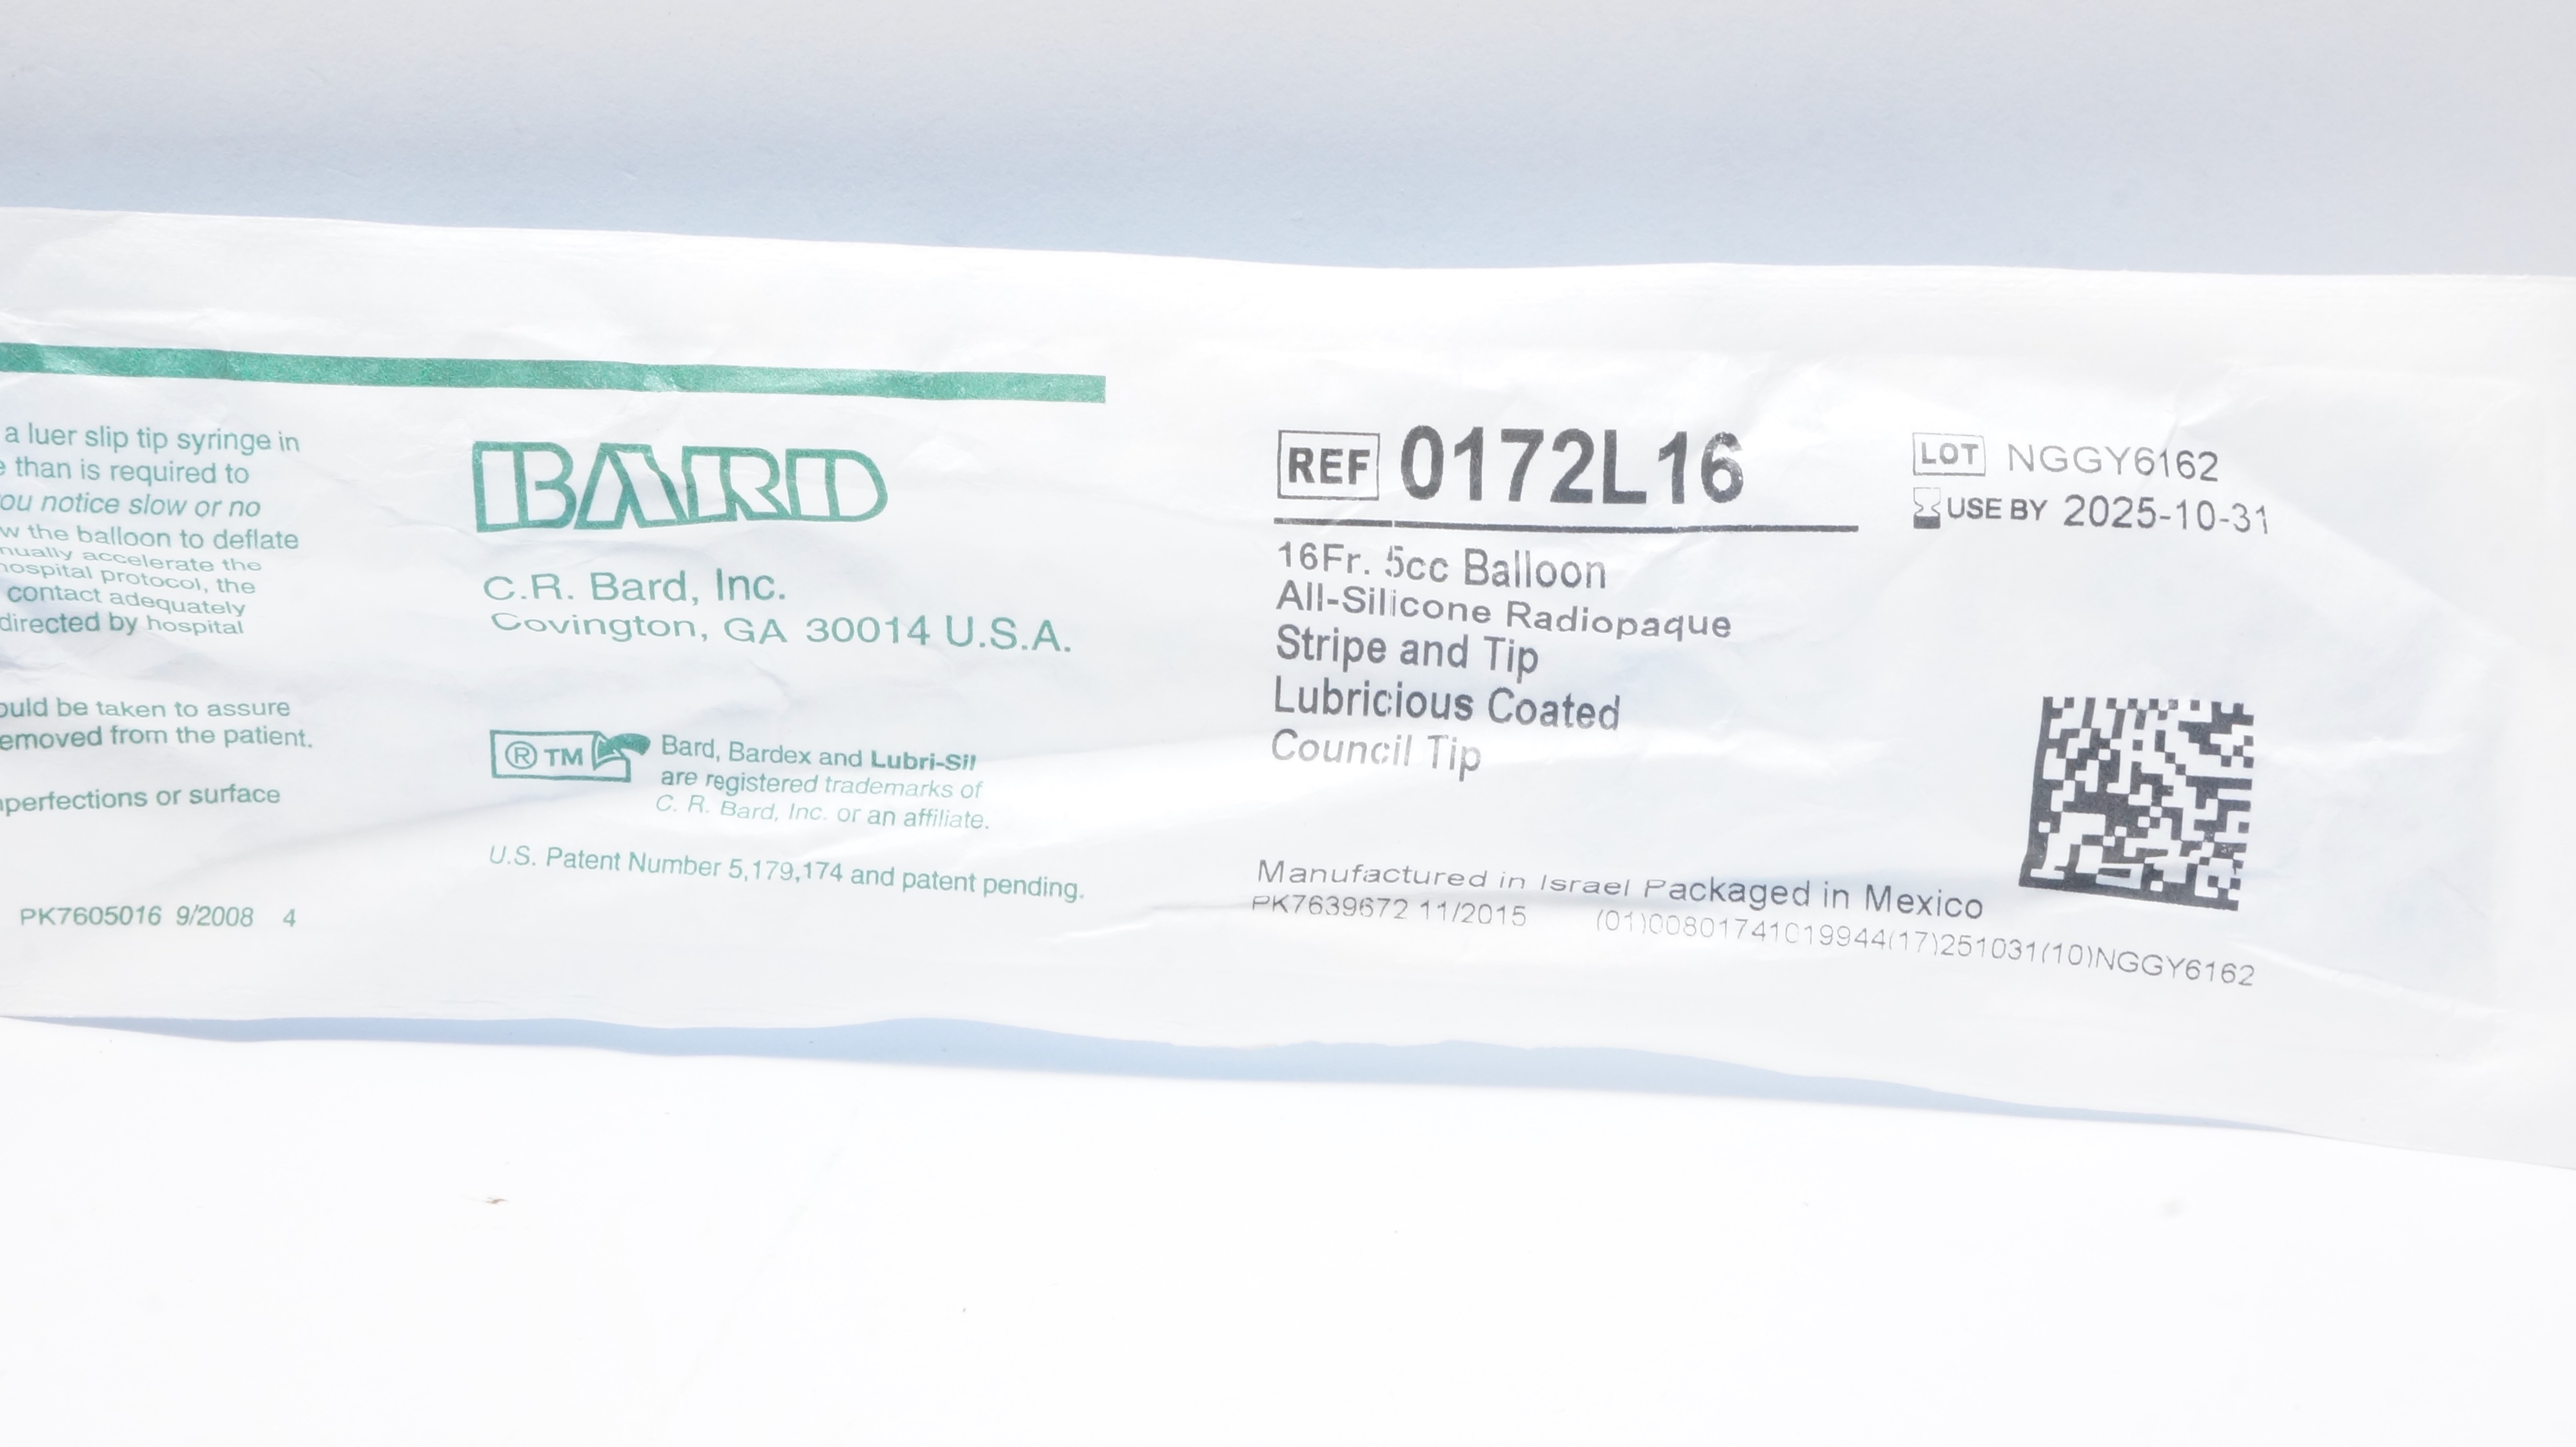 a luer slip tip syringe in
than is required to
ou notice slow or no
w the balloon to deflate
nually accelerate the
hospital protocol, the
contact adequately
directed by hospital
ould be taken to assure
emoved from the patient.
perfections or surface
PK7605016 9/2008 4
BARD
C.R. Bard, Inc.
Covington, GA 30014 U.S.A.
® TM
Bard, Bardex and Lubri-Sil
are registered trademarks of
C. R. Bard, Inc. or an affiliate.
U.S. Patent Number 5,179,174 and patent pending.
REF 0172L16
16Fr. 5cc Balloon
All-Silicone Radiopaque
Stripe and Tip
Lubricious Coated
Council Tip
LOT NGGY6162
USE BY 2025-10-31
Manufactured in Israel Packaged in Mexico
PK7639672 11/2015
(01)00801741019944(17)251031(10)NGGY6162